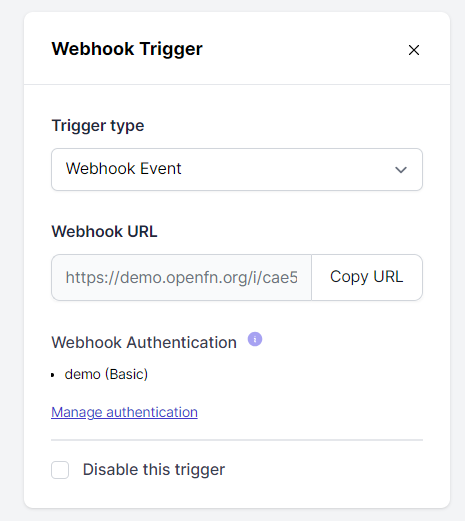 Webhook Trigger
Trigger type
Webhook Event
Webhook URL
https://demo.openfn.org/i/cae5
Copy URL
Webhook Authentication
demo (Basic)
Manage authentication
Disable this trigger